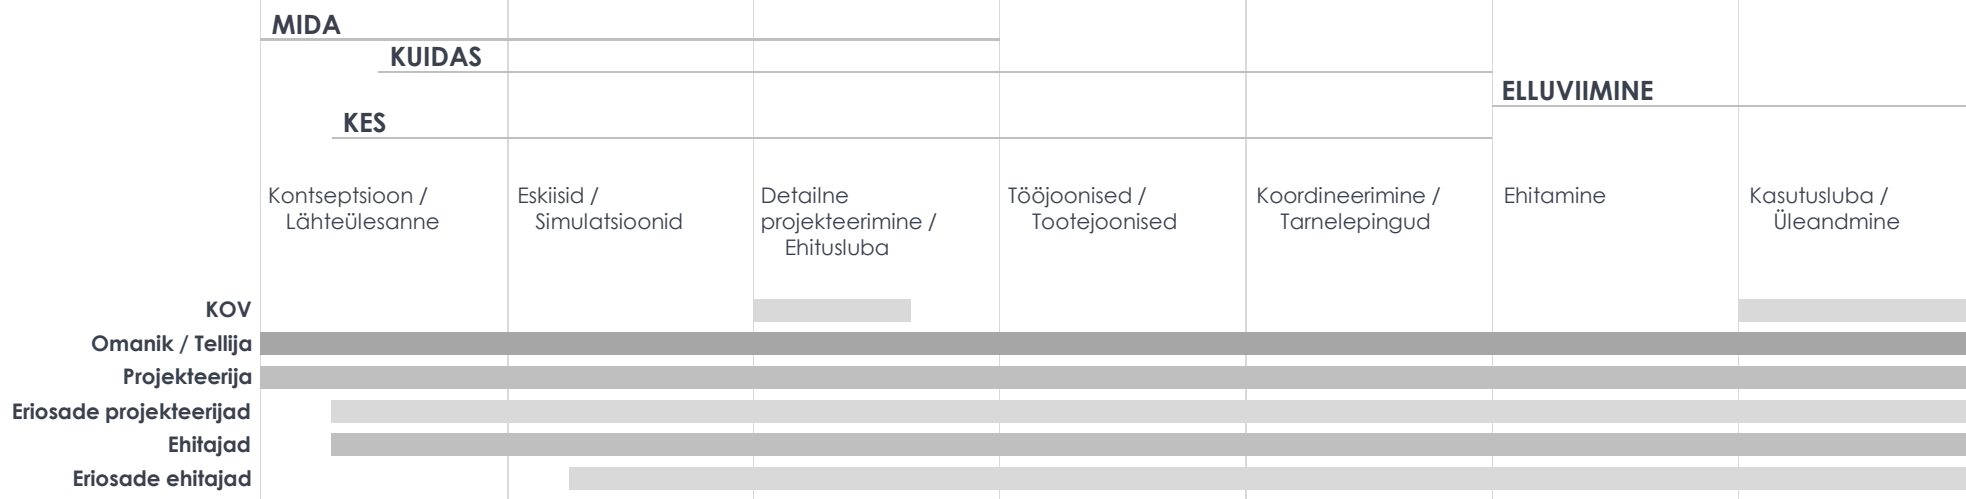 MIDA
KUIDAS
ELLUVIIMINE
KES
Kontseptsioon /
Lähteülesanne
Eskiisid /
Simulatsioonid
Detailne
projekteerimine /
Ehitusluba
Tööjoonised /
Tootejoonised
Koordineerimine /
Tarnelepingud
Ehitamine
Kasutusluba /
Üleandmine
KOV
Omanik / Tellija
Projekteerija
Eriosade projekteerijad
Ehitajad
Eriosade ehitajad